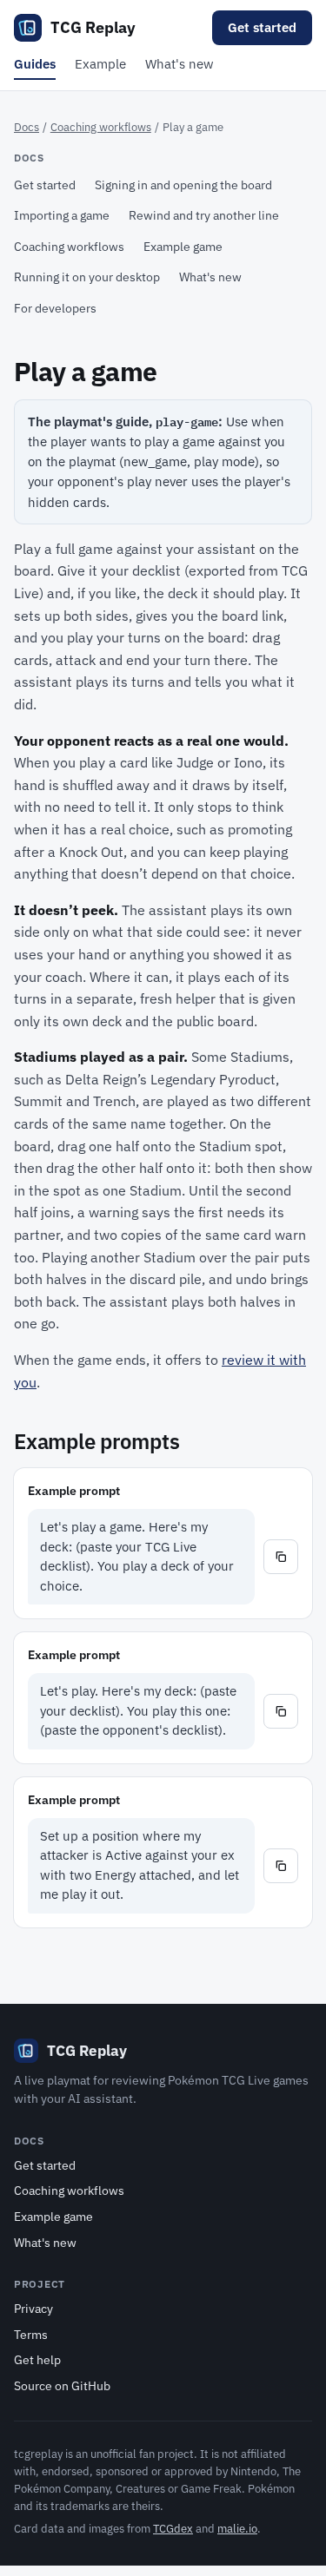 TCG Replay
Get started
Guides Example What's new
Docs / Coaching workflows / Play a game
DOCS
Get started Signing in and opening the board
Importing a game Rewind and try another line
Coaching workflows Example game
Running it on your desktop What's new
For developers
Play a game
The playmat's guide, play-game: Use when
the player wants to play a game against you
on the playmat (new_game, play mode), so
your opponent's play never uses the player's
hidden cards.
Play a full game against your assistant on the
board. Give it your decklist (exported from TCG
Live) and, if you like, the deck it should play. It
sets up both sides, gives you the board link,
and you play your turns on the board: drag
cards, attack and end your turn there. The
assistant plays its turns and tells you what it
did.
Your opponent reacts as a real one would.
When you play a card like Judge or Iono, its
hand is shuffled away and it draws by itself,
with no need to tell it. It only stops to think
when it has a real choice, such as promoting
after a Knock Out, and you can keep playing
anything that doesn’t depend on that choice.
It doesn’t peek. The assistant plays its own
side only on what that side could see: it never
uses your hand or anything you showed it as
your coach. Where it can, it plays each of its
turns in a separate, fresh helper that is given
only its own deck and the public board.
Stadiums played as a pair. Some Stadiums,
such as Delta Reign’s Legendary Pyroduct,
Summit and Trench, are played as two different
cards of the same name together. On the
board, drag one half onto the Stadium spot,
then drag the other half onto it: both then show
in the spot as one Stadium. Until the second
half joins, a warning says the first needs its
partner, and two copies of the same card warn
too. Playing another Stadium over the pair puts
both halves in the discard pile, and undo brings
both back. The assistant plays both halves in
one go.
When the game ends, it offers to review it with
you.
Example prompts
Example prompt
Let's play a game. Here's my
deck: (paste your TCG Live
decklist). You play a deck of your
choice.
Example prompt
Let's play. Here's my deck: (paste
your decklist). You play this one:
(paste the opponent's decklist).
Example prompt
Set up a position where my
attacker is Active against your ex
with two Energy attached, and let
me play it out.
TCG Replay
A live playmat for reviewing Pokémon TCG Live games
with your AI assistant.
DOCS
Get started
Coaching workflows
Example game
What's new
PROJECT
Privacy
Terms
Get help
Source on GitHub
tcgreplay is an unofficial fan project. It is not affiliated
with, endorsed, sponsored or approved by Nintendo, The
Pokémon Company, Creatures or Game Freak. Pokémon
and its trademarks are theirs.
Card data and images from TCGdex and malie.io.